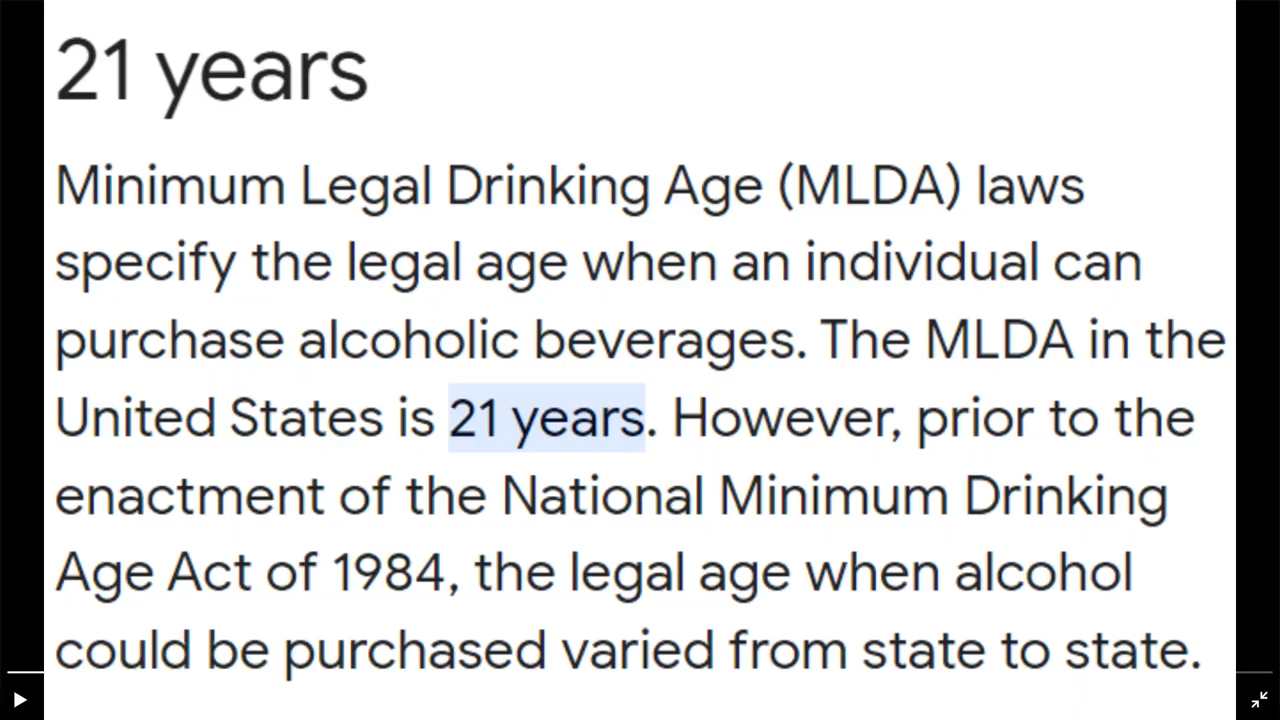 21 years
Minimum Legal Drinking Age (MLDA) laws
specify the legal age when an individual can
purchase alcoholic beverages. The MLDA in the
United States is 21 years. However, prior to the
enactment of the National Minimum Drinking
Age Act of 1984, the legal age when alcohol
could be purchased varied from state to state.